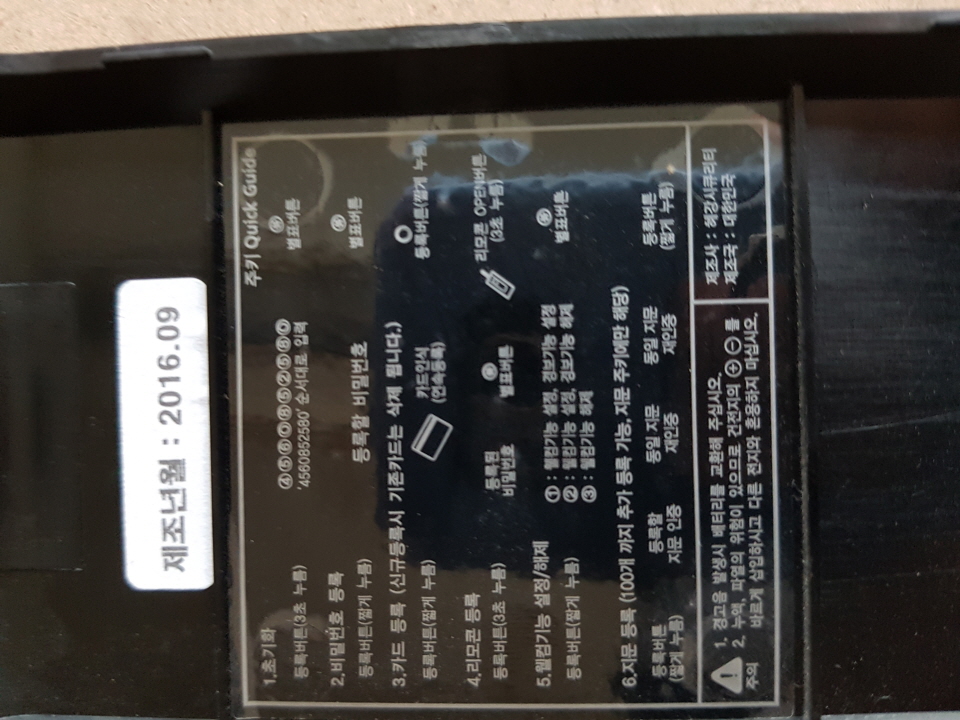 제조년월 : 2016.09
주키 Quick Guide
1.초기화
등록버튼(3초 누름)
④⑤⑥⓪⑧⑤②⑤⑧⓪
'4560852580' 순서대로 입력
별표버튼
2.비밀번호 등록
등록버튼(짧게 누름)
등록할 비밀번호
별표버튼
3.카드 등록 (신규등록시 기존카드는 삭제 됩니다.)
등록버튼(짧게 누름)
카드인식
(연속등록)
등록버튼(짧게 누름)
4.리모콘 등록
등록버튼(3초 누름)
등록된
비밀번호
별표버튼
리모콘 OPEN버튼
(3초 누름)
5.웰컴기능 설정/해제
등록버튼(짧게 누름)
① : 웰컴기능 설정, 경보기능 설정
② : 웰컴기능 설정, 경보기능 해제
③ : 웰컴기능 해제
별표버튼
6.지문 등록 (100개 까지 추가 등록 가능, 지문 주키에만 해당)
등록버튼
(짧게 누름)
등록할
지문 인증
동일 지문
재인증
동일 지문
재인증
등록버튼
(짧게 누름)
주의
1. 경고음 발생시 배터리를 교환해 주십시오.
2. 누액, 파열의 위험이 있으므로 건전지의 ⊕ ⊖ 를
바르게 삽입하시고 다른 전지와 혼용하지 마십시오.
제조사 : 혜강시큐리티
제조국 : 대한민국